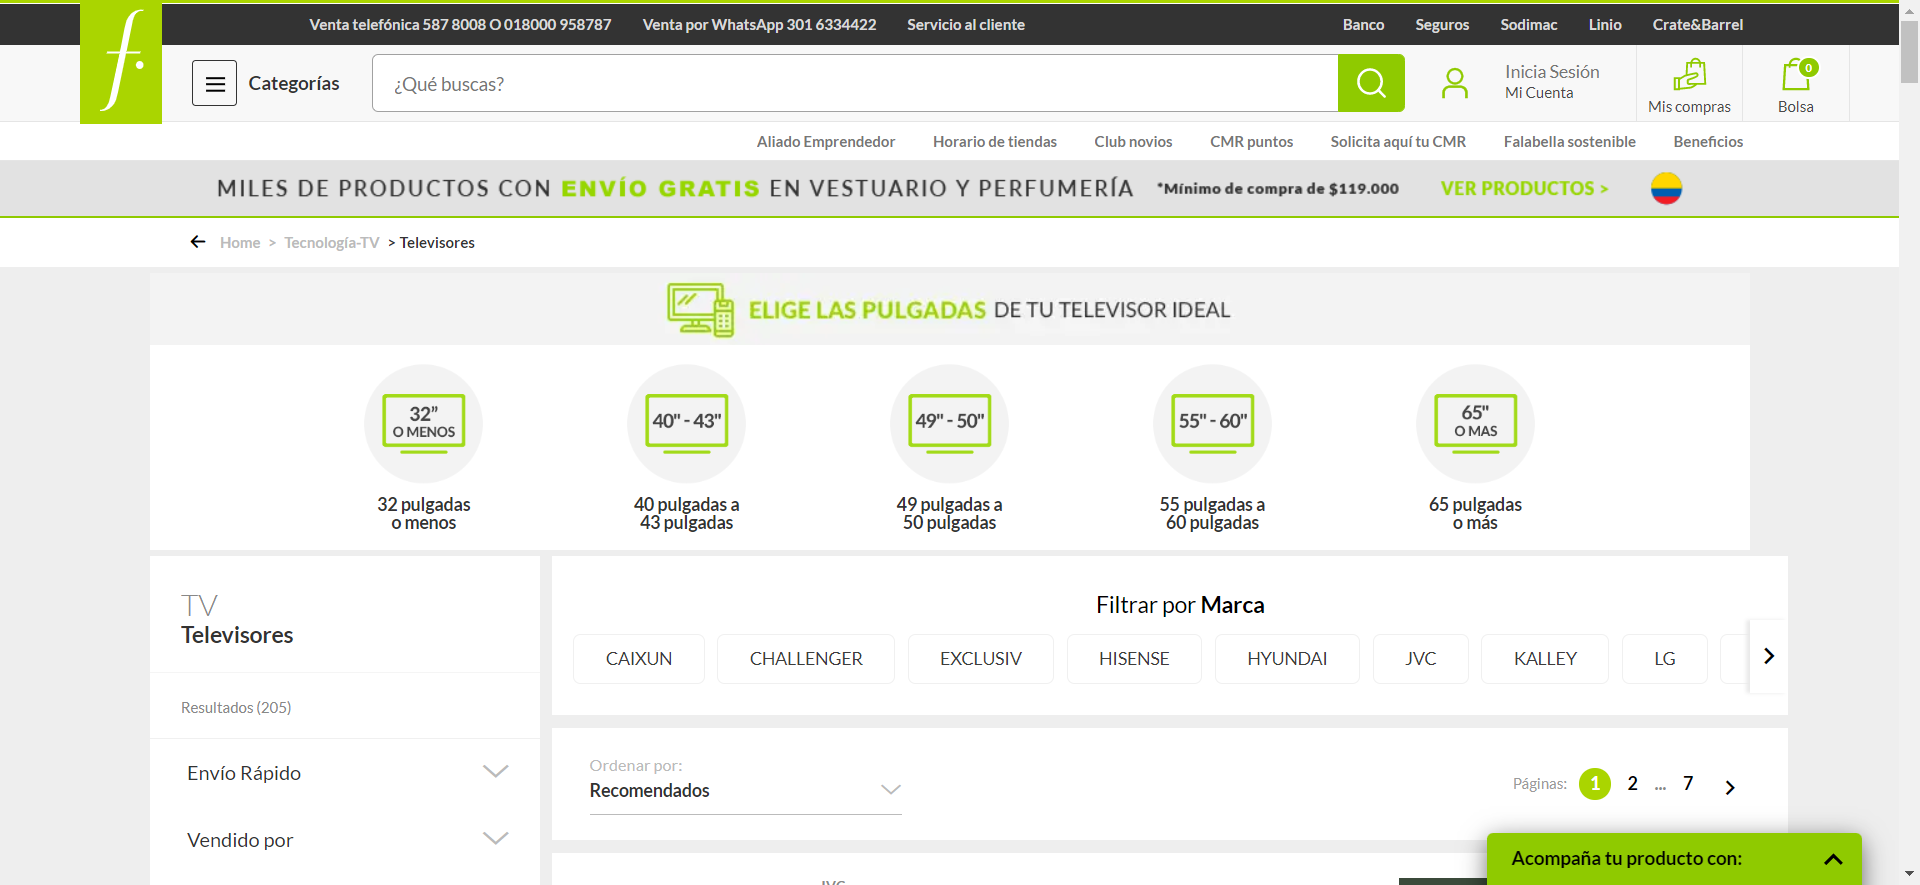 Venta telefónica 587 8008 O 018000 958787 Venta por WhatsApp 301 6334422 Servicio al cliente Banco Seguros Sodimac Linio Crate&Barrel
f.
Categorías ¿Qué buscas? Inicia Sesión
Mi Cuenta
Mis compras
0
Bolsa
Aliado Emprendedor Horario de tiendas Club novios CMR puntos Solicita aquí tu CMR Falabella sostenible Beneficios
MILES DE PRODUCTOS CON ENVÍO GRATIS EN VESTUARIO Y PERFUMERÍA *Mínimo de compra de $119.000 VER PRODUCTOS >
Home > Tecnología-TV > Televisores
ELIGE LAS PULGADAS DE TU TELEVISOR IDEAL
32”
O MENOS
40" - 43"
49" - 50"
55" - 60"
65"
O MAS
32 pulgadas
o menos
40 pulgadas a
43 pulgadas
49 pulgadas a
50 pulgadas
55 pulgadas a
60 pulgadas
65 pulgadas
o más
TV
Televisores
Resultados (205)
Envío Rápido
Vendido por
Filtrar por Marca
CAIXUN CHALLENGER EXCLUSIV HISENSE HYUNDAI JVC KALLEY LG
Ordenar por:
Recomendados
Páginas: 1 2 ... 7
Acompaña tu producto con: